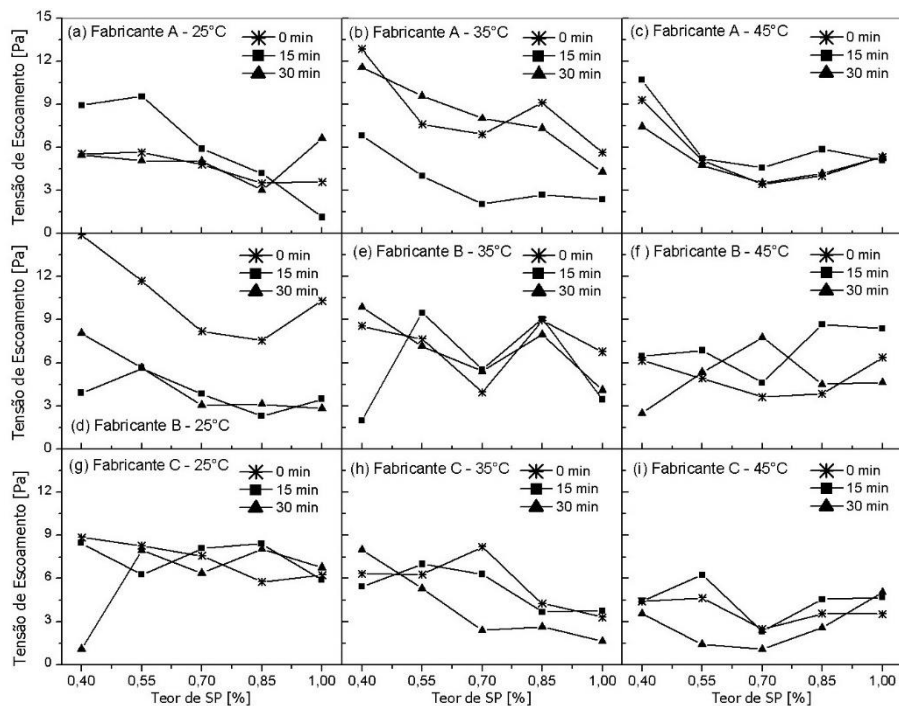 15
12
9
6
3
0
Tensão de Escoamento [Pa]
(a) Fabricante A - 25°C
0 min
15 min
30 min
(b) Fabricante A - 35°C
0 min
15 min
30 min
(c) Fabricante A - 45°C
0 min
15 min
30 min
12
9
6
3
0
Tensão de Escoamento [Pa]
0 min
15 min
30 min
(d) Fabricante B - 25°C
(e) Fabricante B - 35°C
0 min
15 min
30 min
(f) Fabricante B - 45°C
0 min
15 min
30 min
12
9
6
3
0
Tensão de Escoamento [Pa]
(g) Fabricante C - 25°C
0 min
15 min
30 min
(h) Fabricante C - 35°C
0 min
15 min
30 min
(i) Fabricante C - 45°C
0 min
15 min
30 min
0,40 0,55 0,70 0,85 1,00
0,40 0,55 0,70 0,85 1,00
0,40 0,55 0,70 0,85 1,00
Teor de SP [%]
Teor de SP [%]
Teor de SP [%]